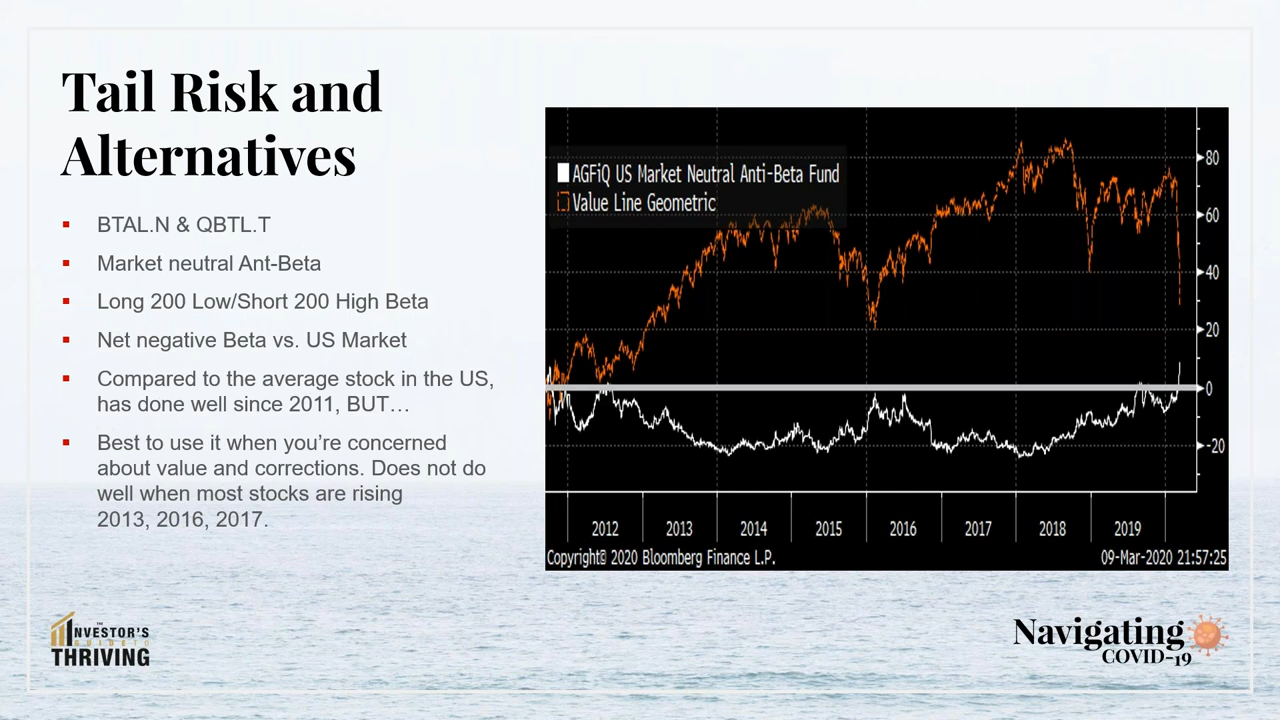 Tail Risk and
Alternatives
BTAL.N & QBTL.T
Market neutral Ant-Beta
Long 200 Low/Short 200 High Beta
Net negative Beta vs. US Market
Compared to the average stock in the US,
has done well since 2011, BUT…
Best to use it when you’re concerned
about value and corrections. Does not do
well when most stocks are rising
2013, 2016, 2017.
AGFiQ US Market Neutral Anti-Beta Fund
Value Line Geometric
80
60
40
20
0
-20
2012 2013 2014 2015 2016 2017 2018 2019
Copyright© 2020 Bloomberg Finance L.P.
09-Mar-2020 21:57:25
THE
INVESTOR'S
GUIDE TO
THRIVING
Navigating
COVID-19